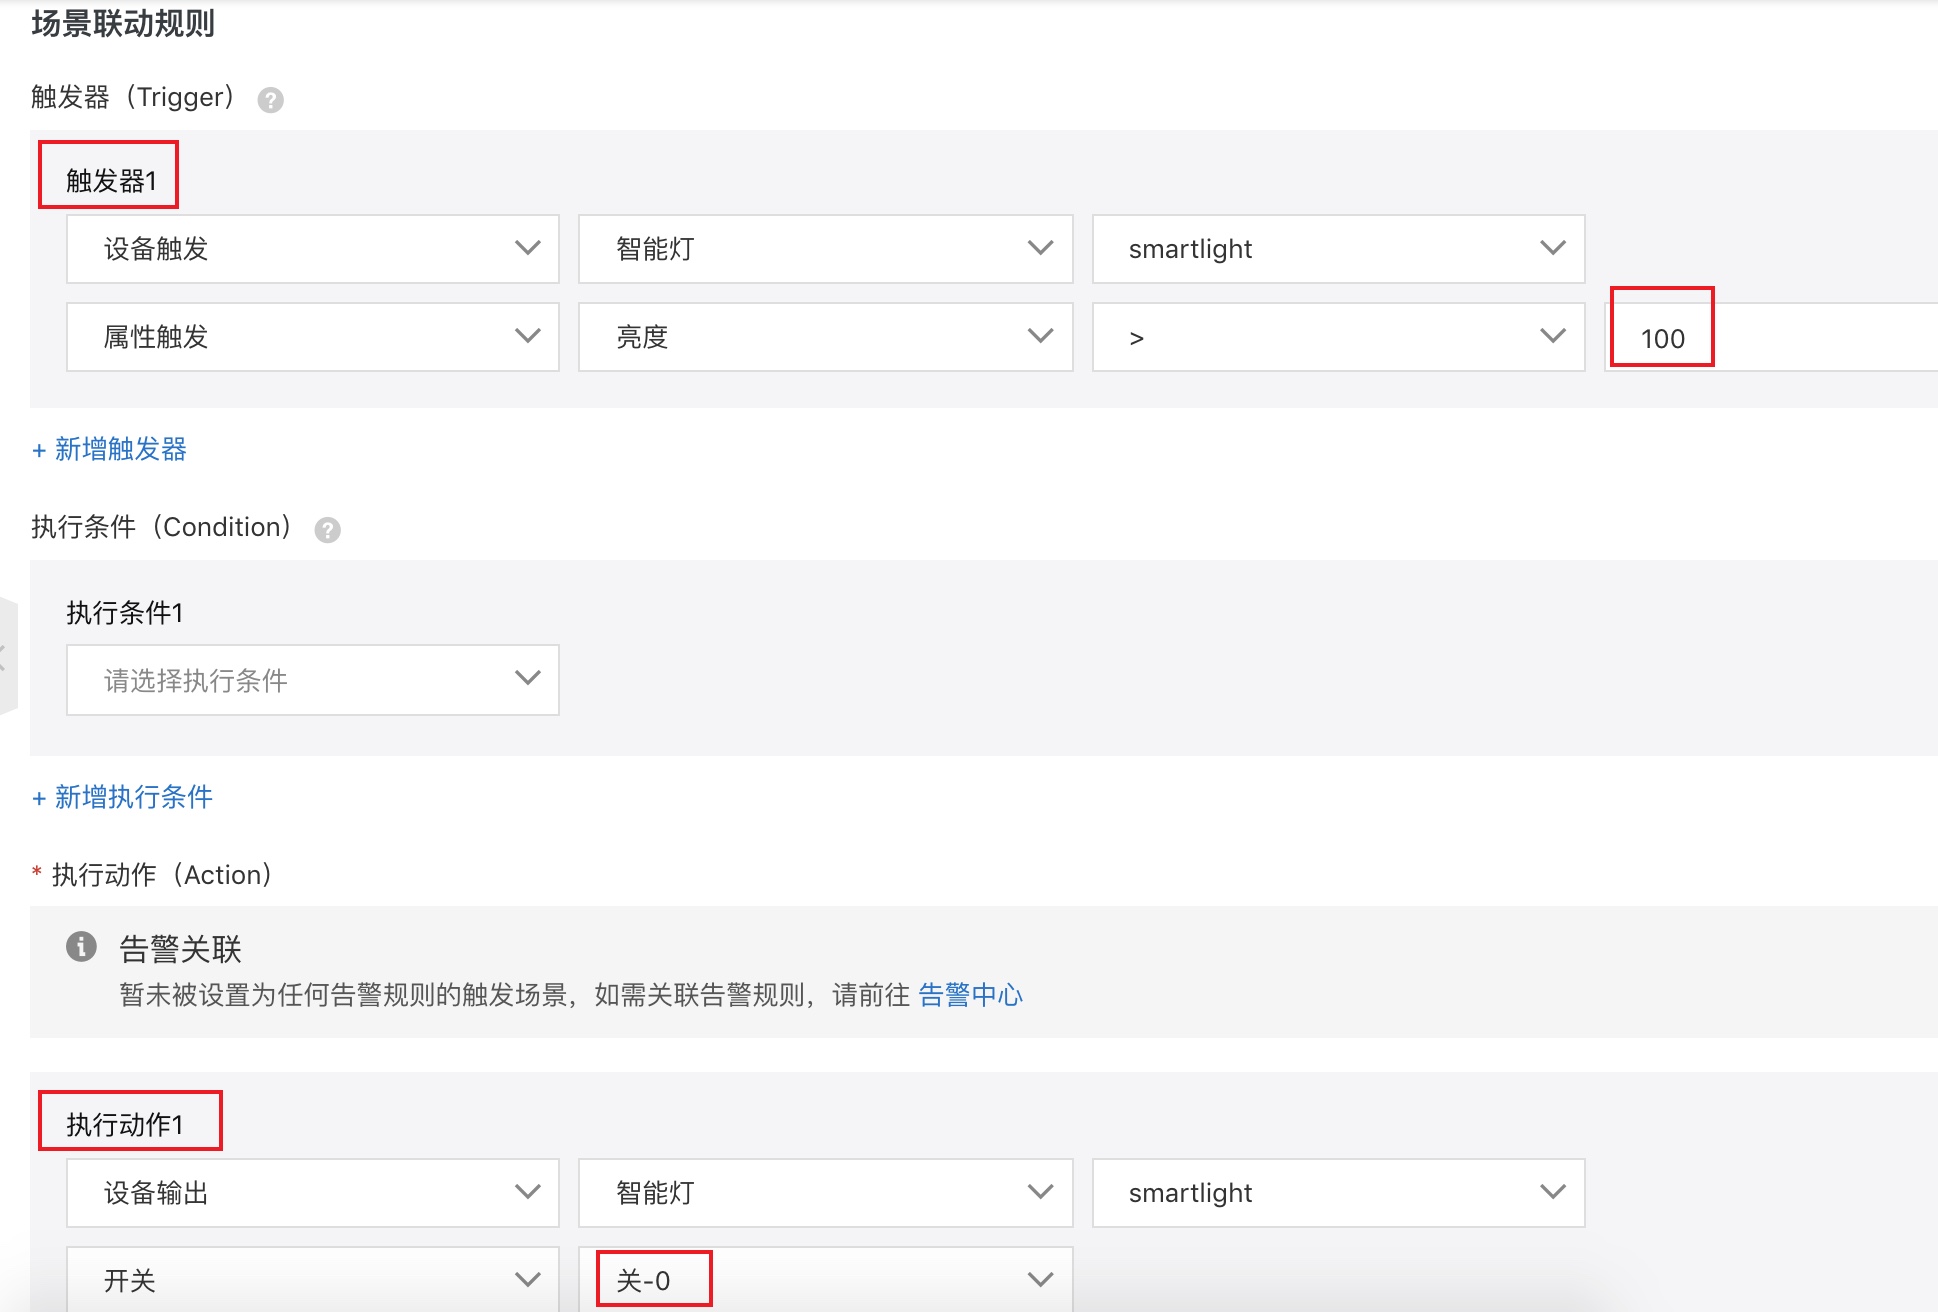 场景联动规则
触发器（Trigger） ?
触发器1
设备触发 智能灯 smartlight
属性触发 亮度 > 100
+ 新增触发器
执行条件（Condition） ?
执行条件1
请选择执行条件
+ 新增执行条件
* 执行动作（Action）
告警关联
暂未被设置为任何告警规则的触发场景，如需关联告警规则，请前往 告警中心
执行动作1
设备输出 智能灯 smartlight
开关 关-0